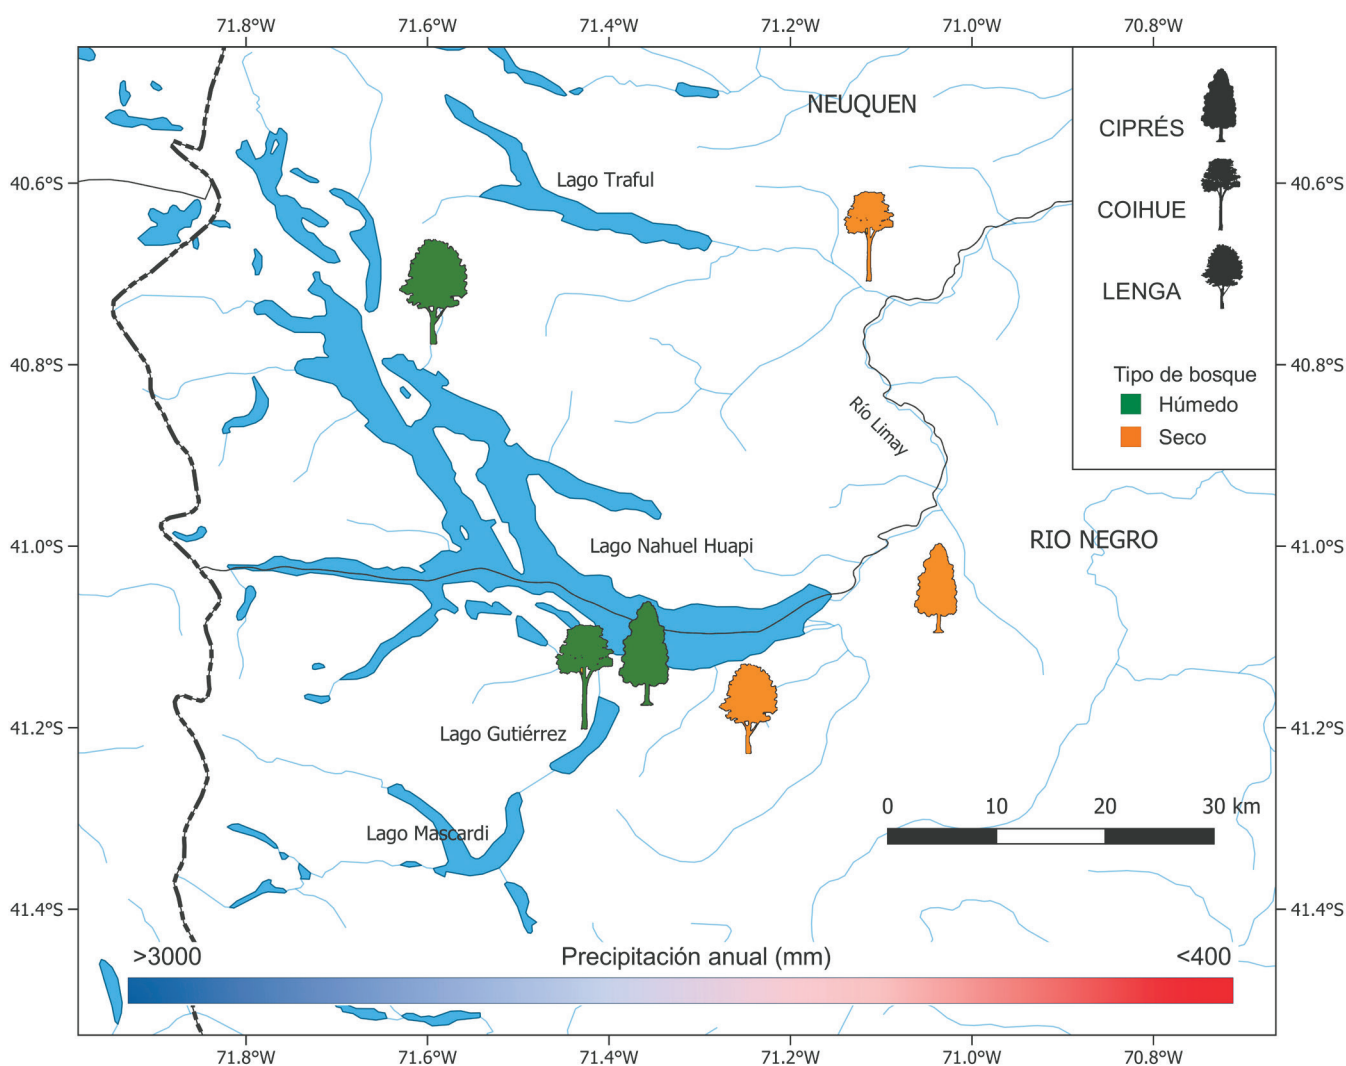 71.8°W 71.6°W 71.4°W 71.2°W 71.0°W 70.8°W
NEUQUEN
CIPRÉS
Lago Traful
40.6°S
40.6°S
COIHUE
LENGA
40.8°S
40.8°S
Tipo de bosque
Húmedo
Seco
Río Limay
41.0°S
Lago Nahuel Huapi
RIO NEGRO
41.0°S
Lago Gutiérrez
41.2°S
41.2°S
0 10 20 30 km
Lago Mascardi
41.4°S
41.4°S
>3000 Precipitación anual (mm) <400
71.8°W 71.6°W 71.4°W 71.2°W 71.0°W 70.8°W